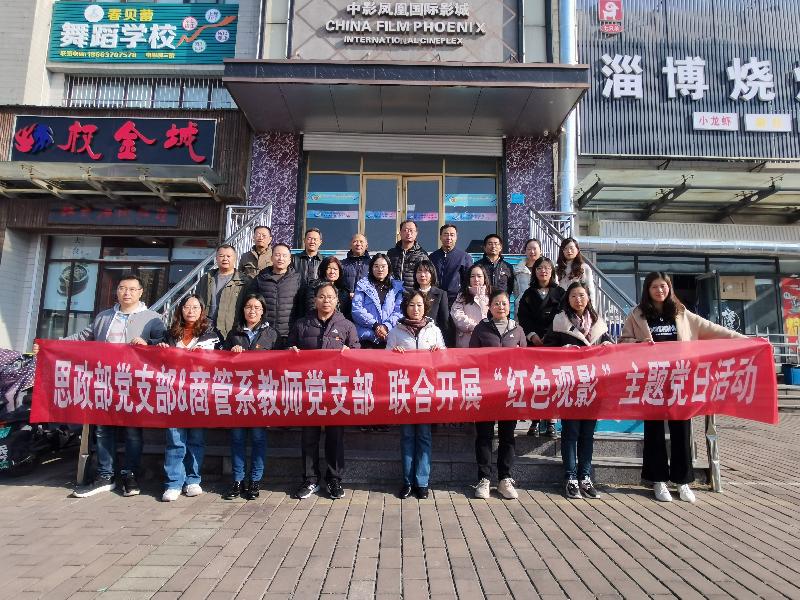 春贝蕾
舞蹈学校
中影凤凰国际影城
CHINA FILM PHOENIX
INTERNATIONAL CINEPLEX
淄博烧
小龙虾
权金城
思政部党支部&商管系教师党支部 联合开展“红色观影”主题党日活动